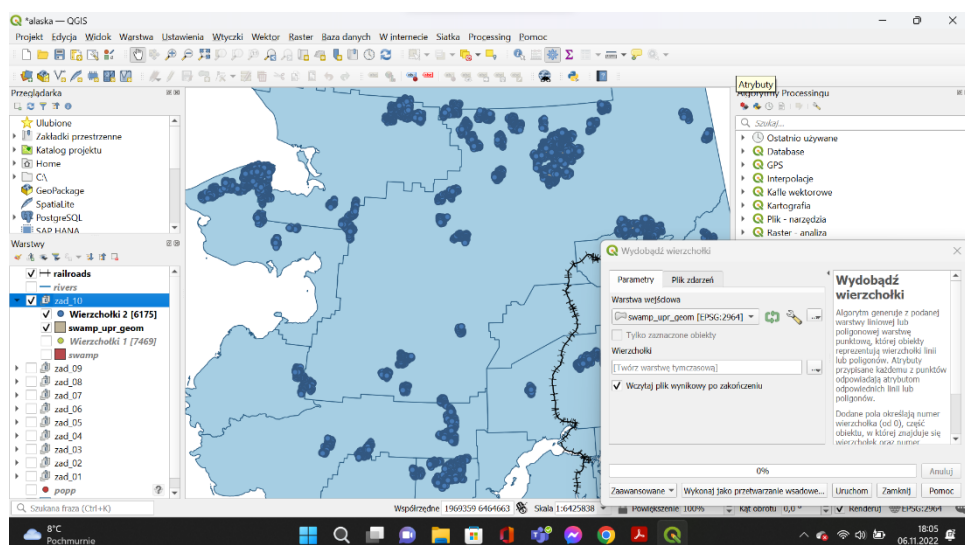 *alaska — QGIS
Projekt Edycja Widok Warstwa Ustawienia Wtyczki Wektor Raster Baza danych W internecie Siatka Processing Pomoc
Przeglądarka
Ulubione
Zakładki przestrzenne
Katalog projektu
Home
C:\
GeoPackage
SpatiaLite
PostgreSQL
SAP HANA
Warstwy
railroads
rivers
zad_10
Wierzchołki 2 [6175]
swamp_upr_geom
Wierzchołki 1 [7469]
swamp
zad_09
zad_08
zad_07
zad_06
zad_05
zad_04
zad_03
zad_02
zad_01
popp
?
Atrybuty
Algorytmy Processingu
Szukaj...
Ostatnio używane
Database
GPS
Interpolacje
Kafle wektorowe
Kartografia
Plik - narzędzia
Raster - analiza
Wydobądź wierzchołki
Parametry Plik zdarzeń
Warstwa wejściowa
swamp_upr_geom [EPSG:2964]
Tylko zaznaczone obiekty
Wierzchołki
[Twórz warstwę tymczasową]
Wczytaj plik wynikowy po zakończeniu
Wydobądź
wierzchołki
Algorytm generuje z podanej
warstwy liniowej lub
poligonowej warstwę
punktową, której obiekty
reprezentują wierzchołki linii
lub poligonów. Atrybuty
przypisane każdemu z punktów
odpowiadają atrybutom
odpowiednich linii lub
poligonów.
Dodane pola określają numer
wierzchołka (od 0), część
obiektu, w której znajduje się
wierzchołek oraz numer
0%
Anuluj
Zaawansowane Wykonaj jako przetwarzanie wsadowe... Uruchom Zamknij Pomoc
Szukana fraza (Ctrl+K)
Współrzędne 1969359 6464663 Skala 1:6425838 Powiększenie 100% Kąt obrotu 0,0 ° Renderuj EPSG:2964
8°C
Pochmurnie
18:05
06.11.2022